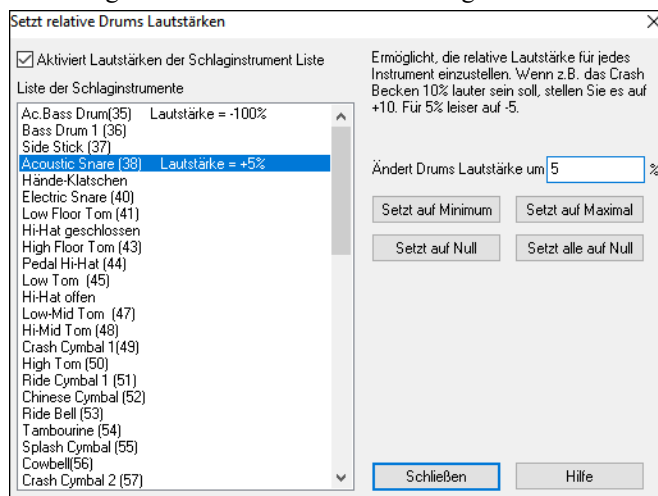 Setzt relative Drums Lautstärken
Aktiviert Lautstärken der Schlaginstrument Liste
Liste der Schlaginstrumente
Ac.Bass Drum(35) Lautstärke = -100%
Bass Drum 1 (36)
Side Stick (37)
Acoustic Snare (38) Lautstärke = +5%
Hände-Klatschen
Electric Snare (40)
Low Floor Tom (41)
Hi-Hat geschlossen
High Floor Tom (43)
Pedal Hi-Hat (44)
Low Tom (45)
Hi-Hat offen
Low-Mid Tom (47)
Hi-Mid Tom (48)
Crash Cymbal 1(49)
High Tom (50)
Ride Cymbal 1 (51)
Chinese Cymbal (52)
Ride Bell (53)
Tambourine (54)
Splash Cymbal (55)
Cowbell(56)
Crash Cymbal 2 (57)
Ermöglicht, die relative Lautstärke für jedes
Instrument einzustellen. Wenn z.B. das Crash
Becken 10% lauter sein soll, stellen Sie es auf
+10. Für 5% leiser auf -5.
Ändert Drums Lautstärke um 5 %
Setzt auf Minimum Setzt auf Maximal
Setzt auf Null Setzt alle auf Null
Schließen Hilfe